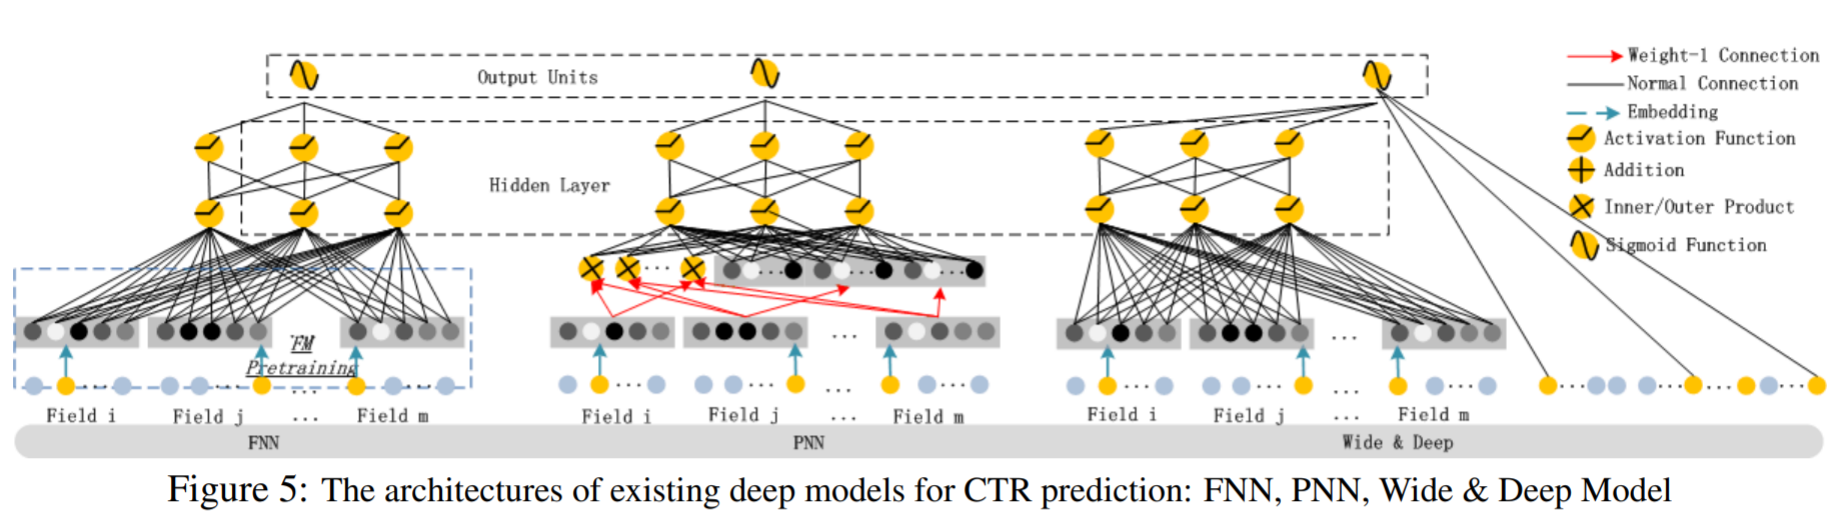 Output Units
Hidden Layer
Weight-1 Connection
Normal Connection
Embedding
Activation Function
Addition
Inner/Outer Product
Sigmoid Function
FM
Pretraining
...
...
...
Field i Field j ... Field m
Field i Field j ... Field m
Field i Field j ... Field m
FNN
PNN
Wide & Deep
Figure 5: The architectures of existing deep models for CTR prediction: FNN, PNN, Wide & Deep Model